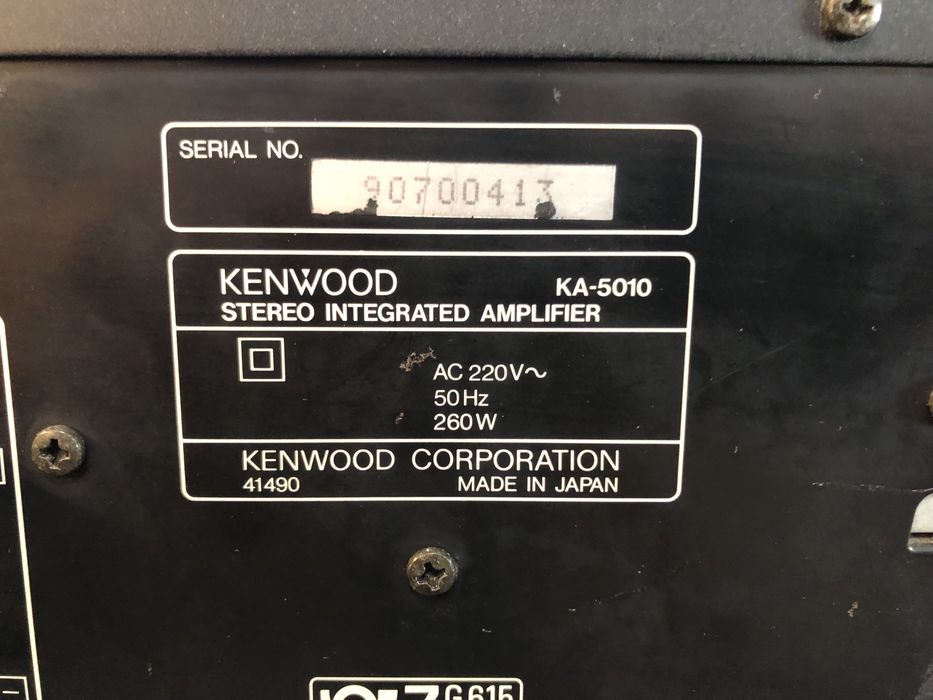 SERIAL NO.
90700413
KENWOOD KA-5010
STEREO INTEGRATED AMPLIFIER
AC 220V~
50Hz
260W
KENWOOD CORPORATION
41490 MADE IN JAPAN
G615